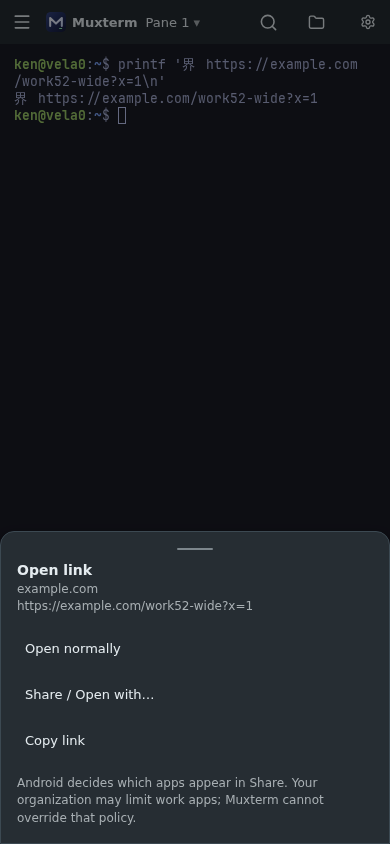 Muxterm Pane 1 ▾
ken@vela0:~$ printf '界 https://example.com
/work52-wide?x=1\n'
界 https://example.com/work52-wide?x=1
ken@vela0:~$
Open link
example.com
https://example.com/work52-wide?x=1
Open normally
Share / Open with…
Copy link
Android decides which apps appear in Share. Your
organization may limit work apps; Muxterm cannot
override that policy.